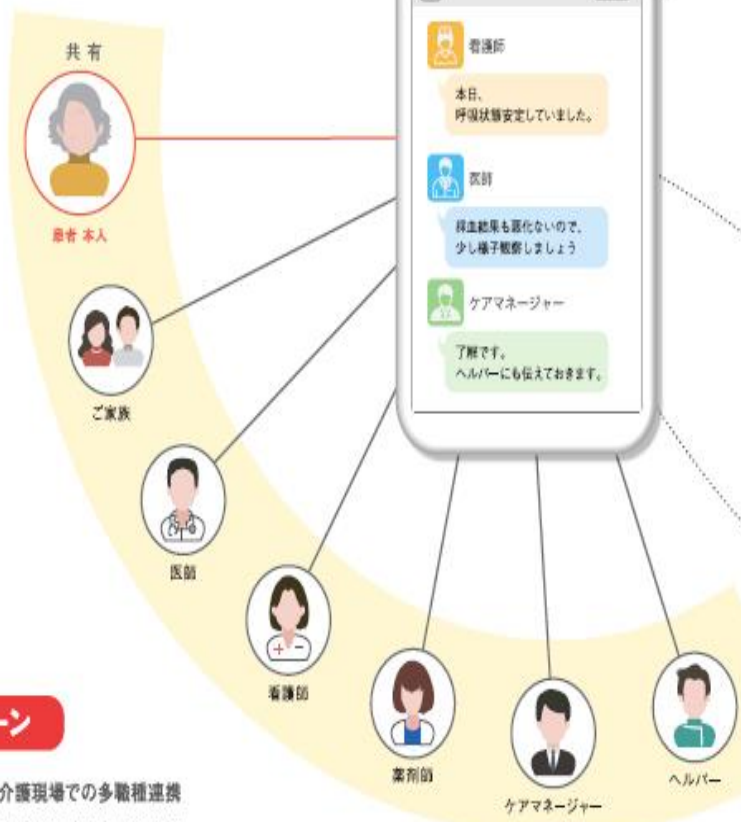 共有
患者 本人
ご家族
医師
看護師
薬剤師
ケアマネージャー
ヘルパー
看護師
本日、
呼吸状態安定していました。
医師
採血結果も悪化ないので、
少し様子観察しましょう
ケアマネージャー
了解です。
ヘルパーにも伝えておきます。
ーン
介護現場での多職種連携